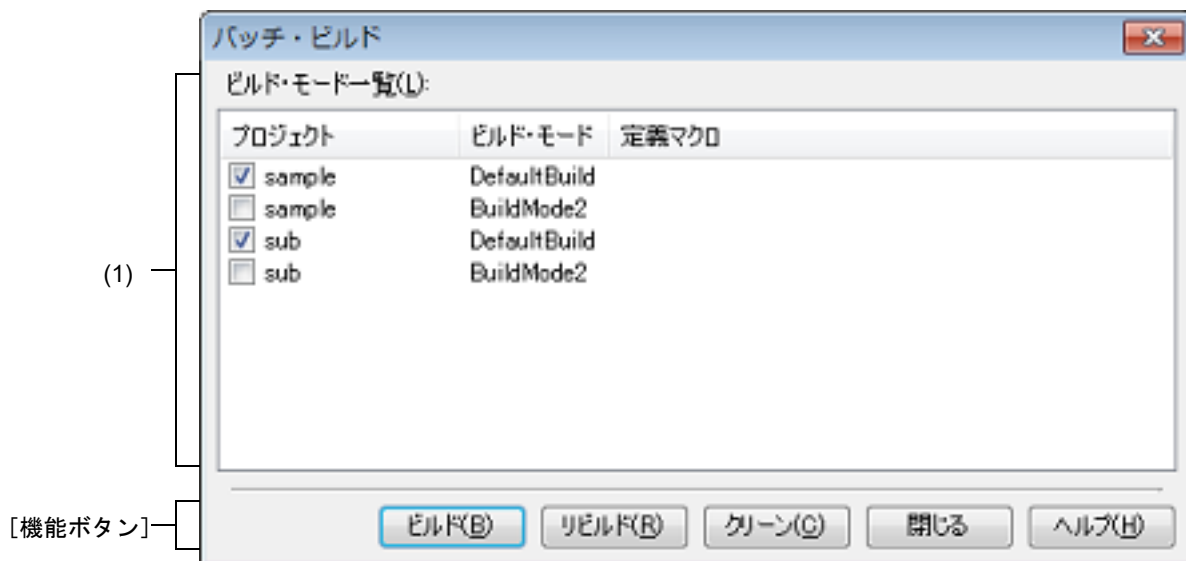 バッチ・ビルド
ビルド・モード一覧(L):
プロジェクト ビルド・モード 定義マクロ
sample DefaultBuild
sample BuildMode2
sub DefaultBuild
sub BuildMode2
(1)
[機能ボタン]
ビルド(B) リビルド(R) クリーン(C) 閉じる ヘルプ(H)